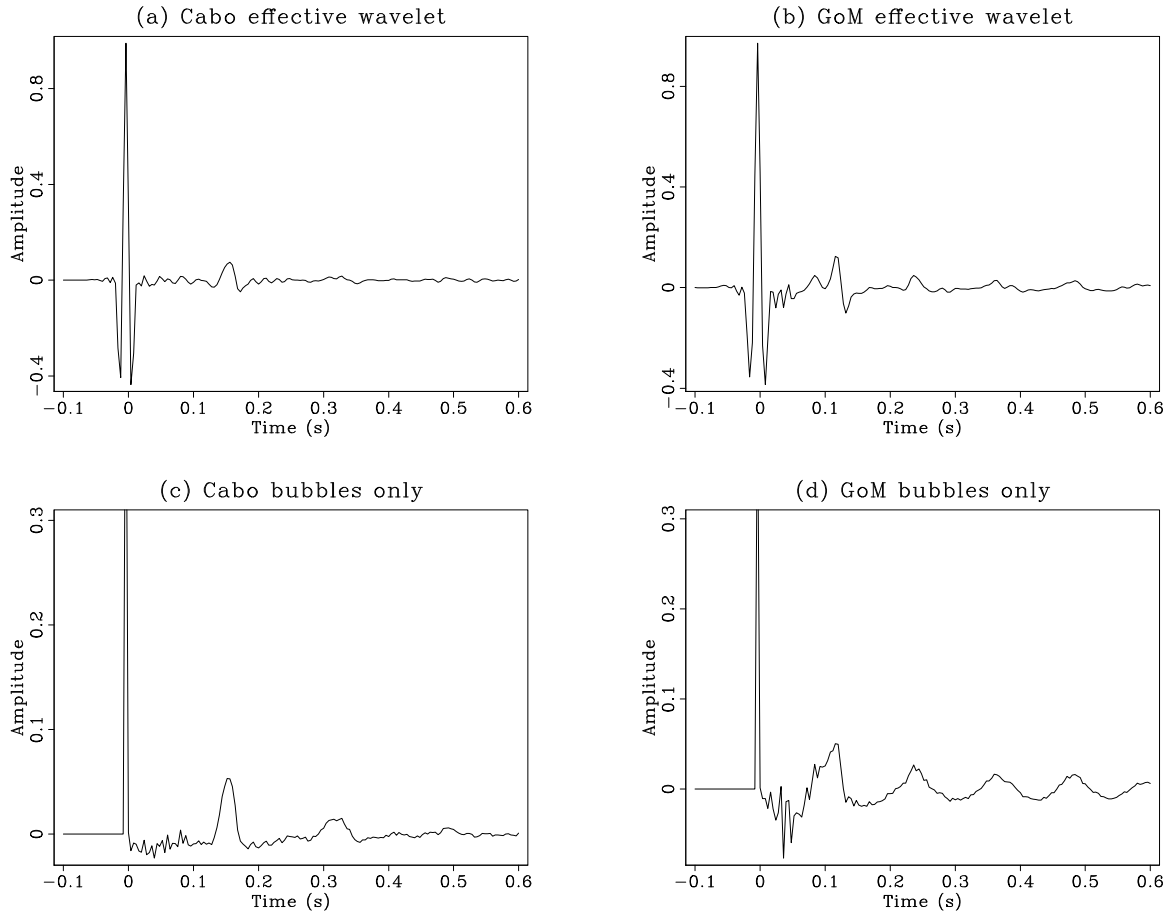 (a) Cabo effective wavelet
0.8
0.4
0
−0.4
Amplitude
−0.1 0 0.1 0.2 0.3 0.4 0.5 0.6
Time (s)
(b) GoM effective wavelet
0.8
0.4
0
−0.4
Amplitude
−0.1 0 0.1 0.2 0.3 0.4 0.5 0.6
Time (s)
(c) Cabo bubbles only
0.3
0.2
0.1
0
Amplitude
−0.1 0 0.1 0.2 0.3 0.4 0.5 0.6
Time (s)
(d) GoM bubbles only
0.3
0.2
0.1
0
Amplitude
−0.1 0 0.1 0.2 0.3 0.4 0.5 0.6
Time (s)